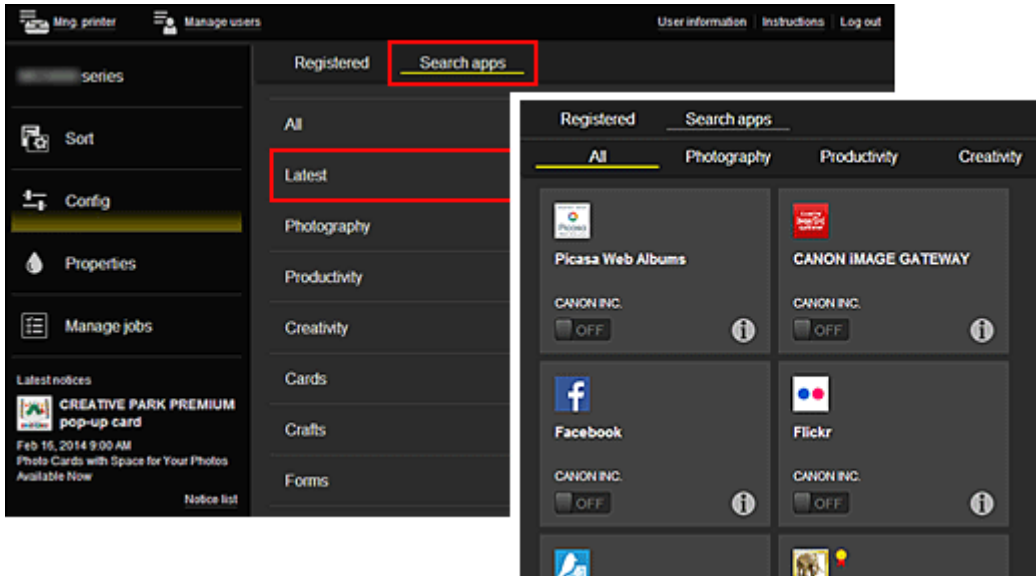 Mng. printer
Manage users
User information
Instructions
Log out
series
Sort
Config
Properties
Manage jobs
Latest notices
CREATIVE PARK PREMIUM
pop-up card
Feb 16, 2014 9:00 AM
Photo Cards with Space for Your Photos
Available Now
Notice list
Registered
Search apps
All
Latest
Photography
Productivity
Creativity
Cards
Crafts
Forms
Registered
Search apps
All
Photography
Productivity
Creativity
Picasa
Picasa Web Albums
CANON INC.
OFF
CANON iMAGE GATEWAY
CANON INC.
OFF
Facebook
CANON INC.
OFF
Flickr
CANON INC.
OFF